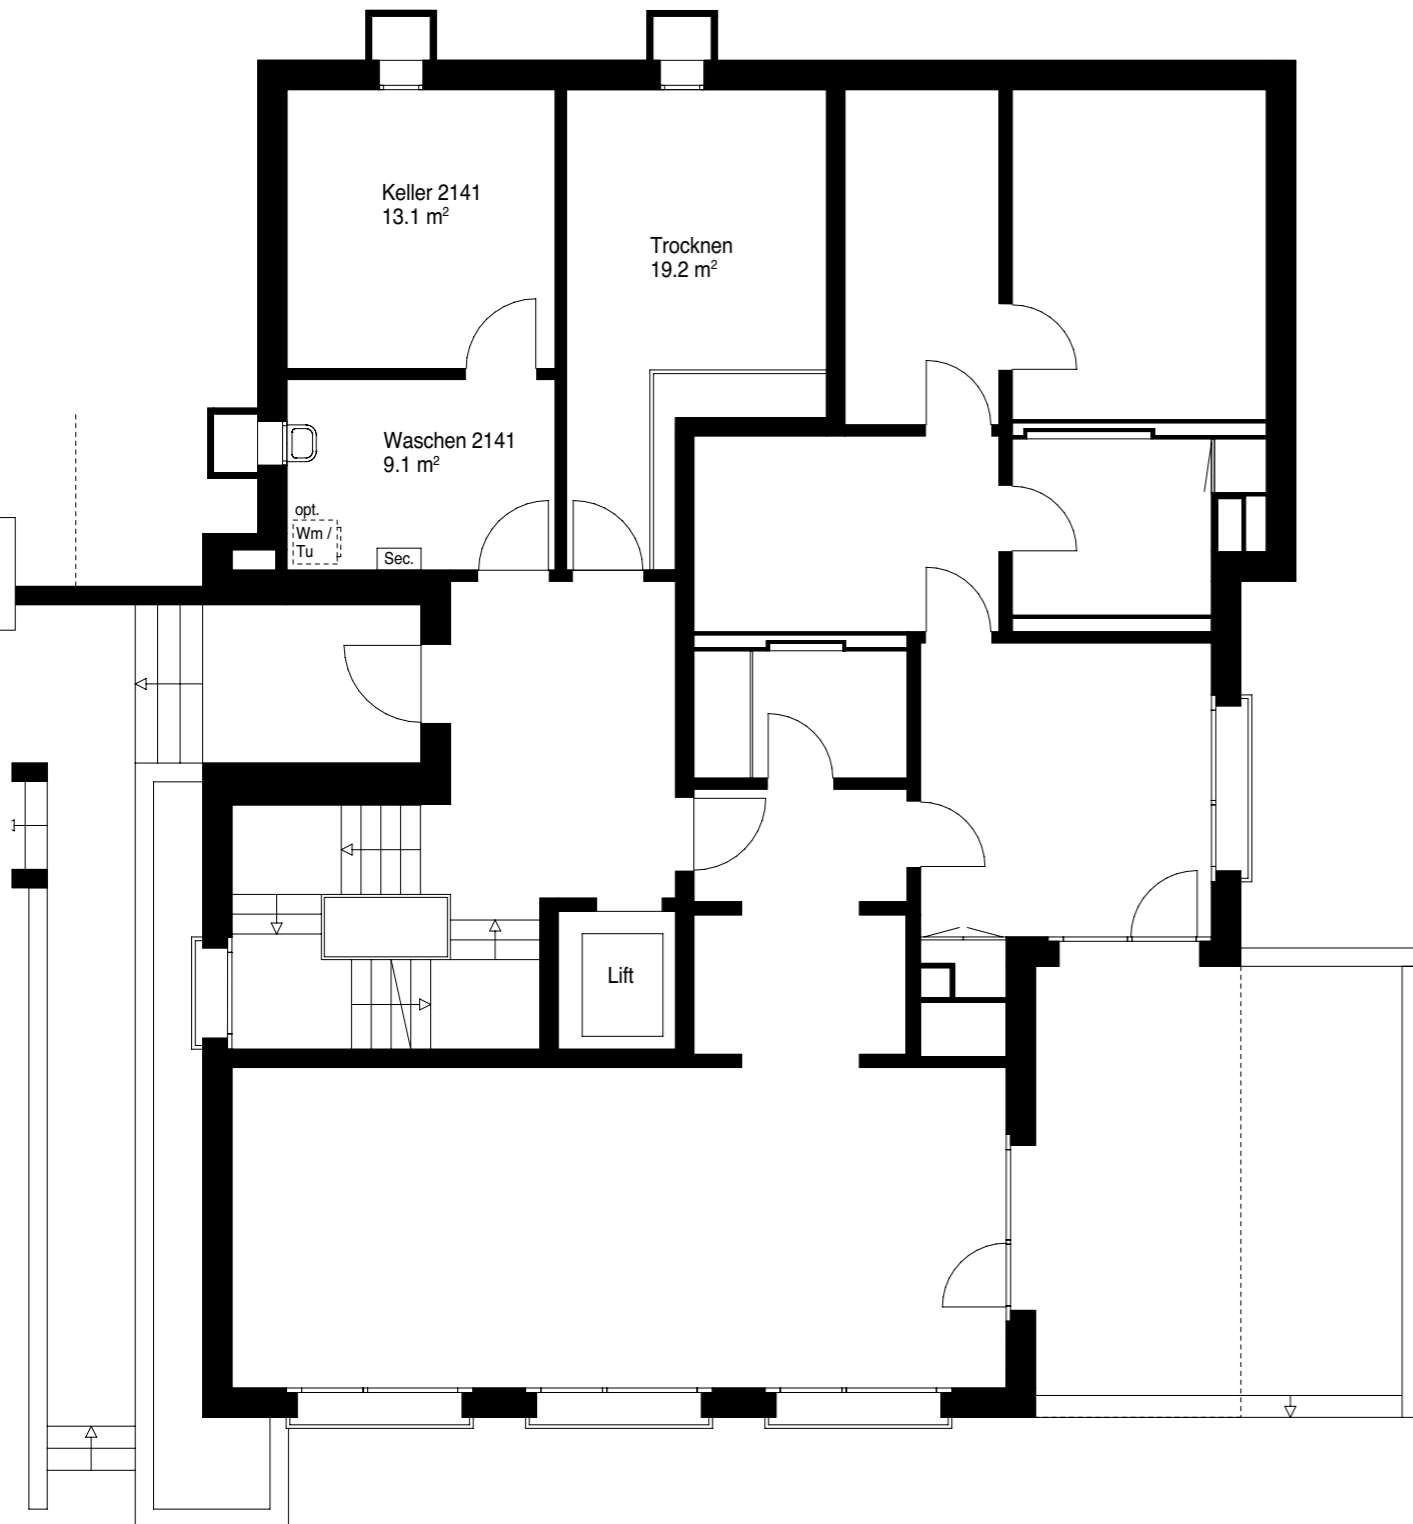 Keller 2141
13.1 m²
Trocknen
19.2 m²
Waschen 2141
9.1 m²
opt.
Wm /
Tu
Sec.
Lift